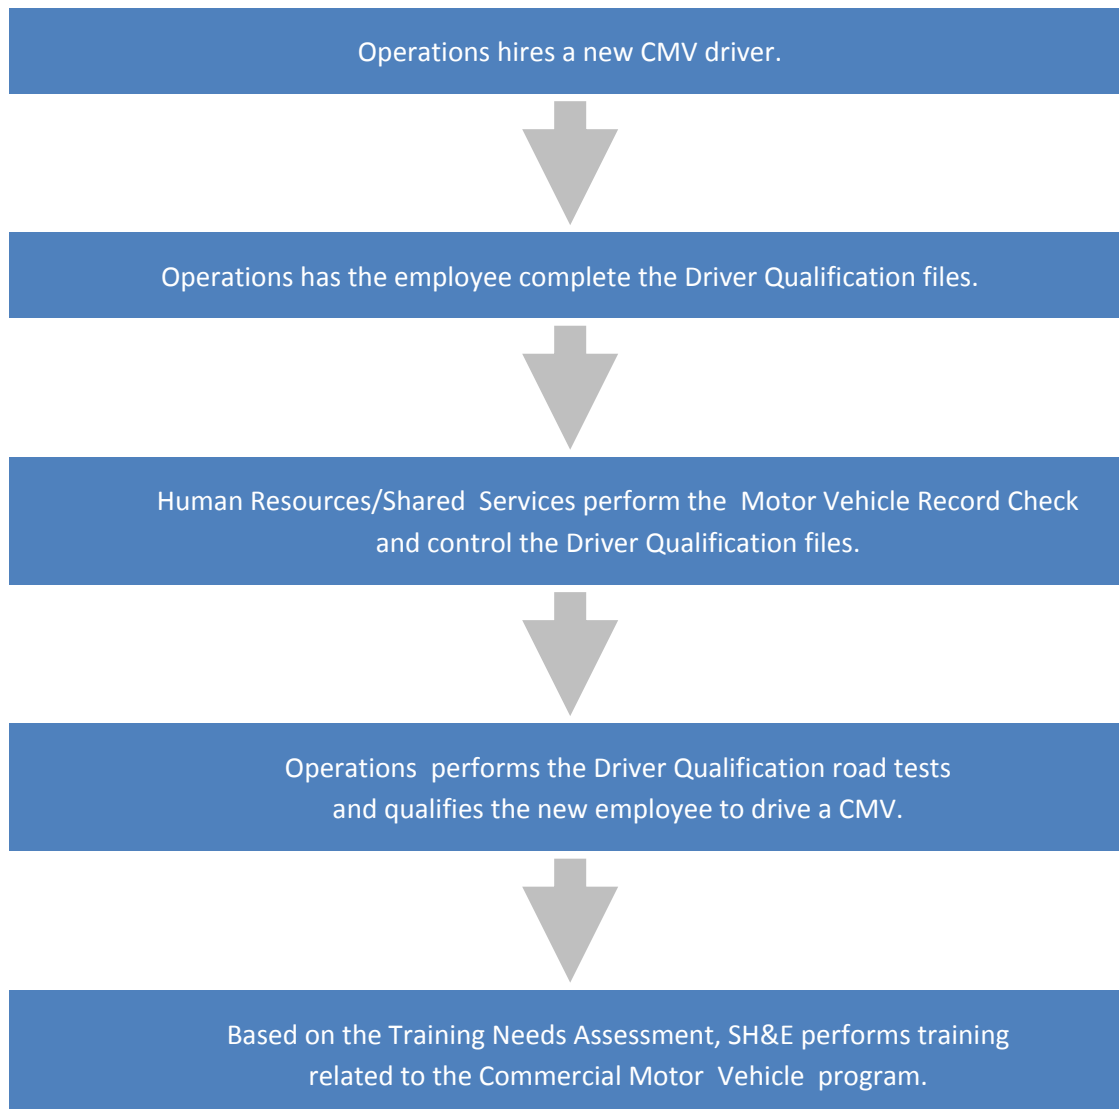 Operations hires a new CMV driver.
Operations has the employee complete the Driver Qualification files.
Human Resources/Shared Services perform the Motor Vehicle Record Check
and control the Driver Qualification files.
Operations performs the Driver Qualification road tests
and qualifies the new employee to drive a CMV.
Based on the Training Needs Assessment, SH&E performs training
related to the Commercial Motor Vehicle program.